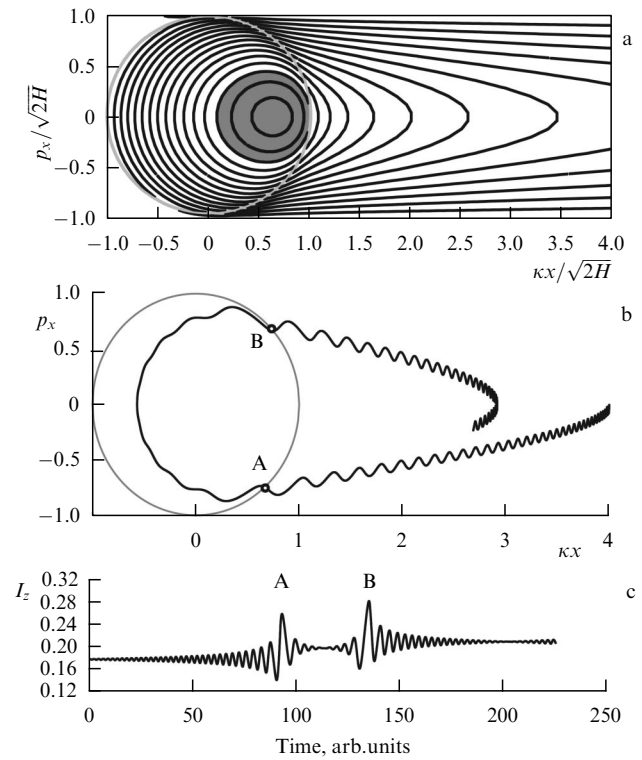 1.0
a
0.5
0
−0.5
−1.0
p_x/√2H
−1.0 −0.5 0 0.5 1.0 1.5 2.0 2.5 3.0 3.5 4.0
κx/√2H
1.0
b
p_x
0.5
B
0
A
−0.5
−1.0
0 1 2 3 4
κx
I_z
0.32
A B
c
0.28
0.24
0.20
0.16
0.12
0 50 100 150 200 250
Time, arb.units